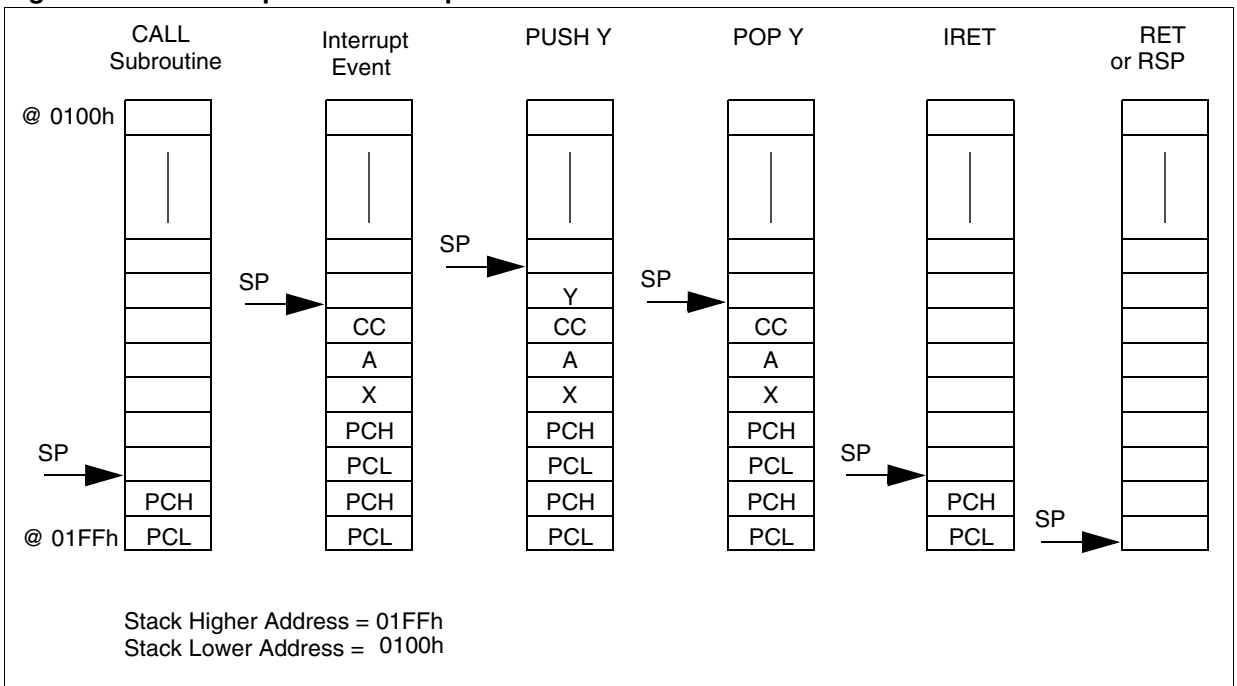 CALL
Subroutine
Interrupt
Event
PUSH Y
POP Y
IRET
RET
or RSP
@ 0100h
SP
SP
SP
Y
CC
CC
CC
A
A
A
X
X
X
PCH
PCH
PCH
SP
SP
PCL
PCL
PCL
PCH
PCH
PCH
PCH
PCH
SP
@ 01FFh
PCL
PCL
PCL
PCL
PCL
Stack Higher Address = 01FFh
Stack Lower Address = 0100h